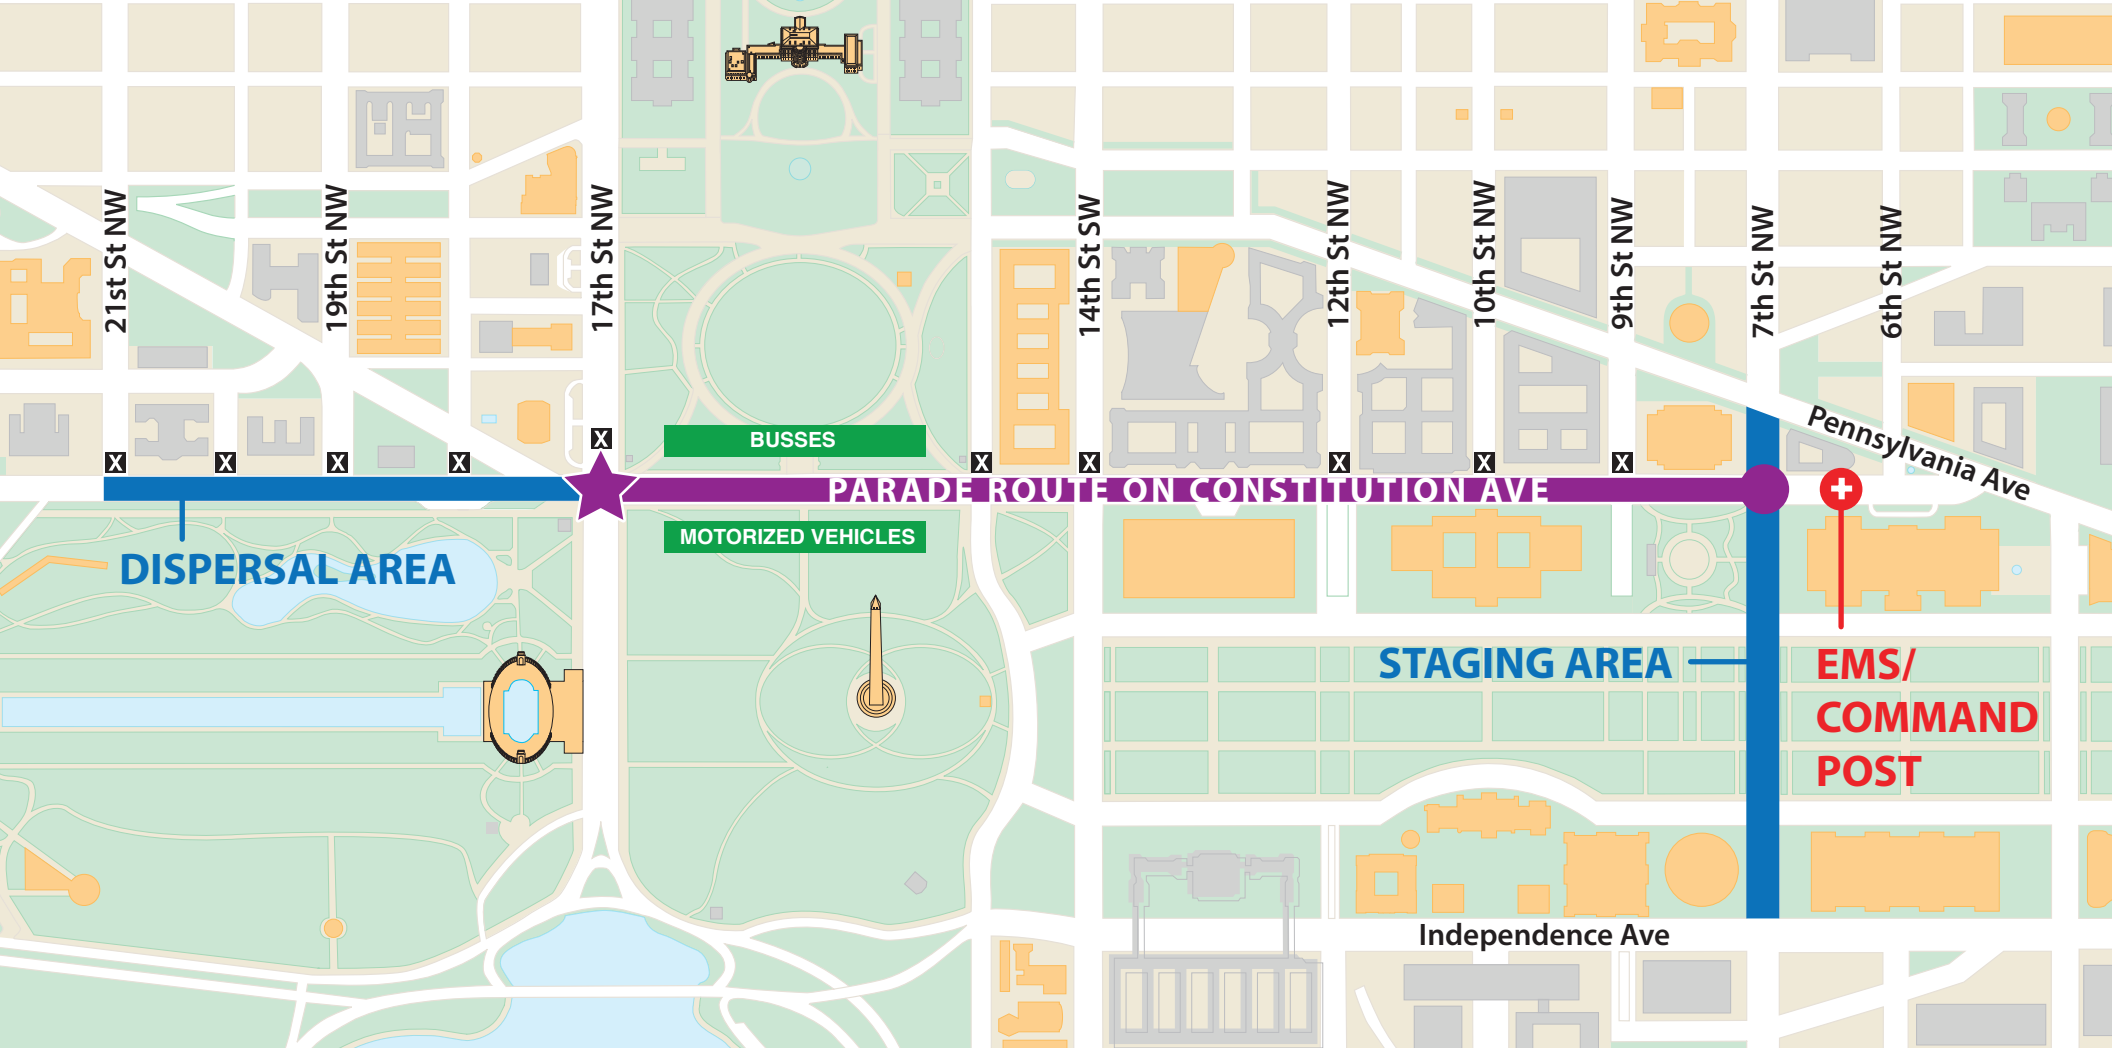 21st St NW
19th St NW
17th St NW
14th St SW
12th St NW
10th St NW
9th St NW
7th St NW
6th St NW
Pennsylvania Ave
X
X
X
X
X
X
X
X
X
X
BUSSES
PARADE ROUTE ON CONSTITUTION AVE
MOTORIZED VEHICLES
DISPERSAL AREA
STAGING AREA
EMS/
COMMAND
POST
Independence Ave